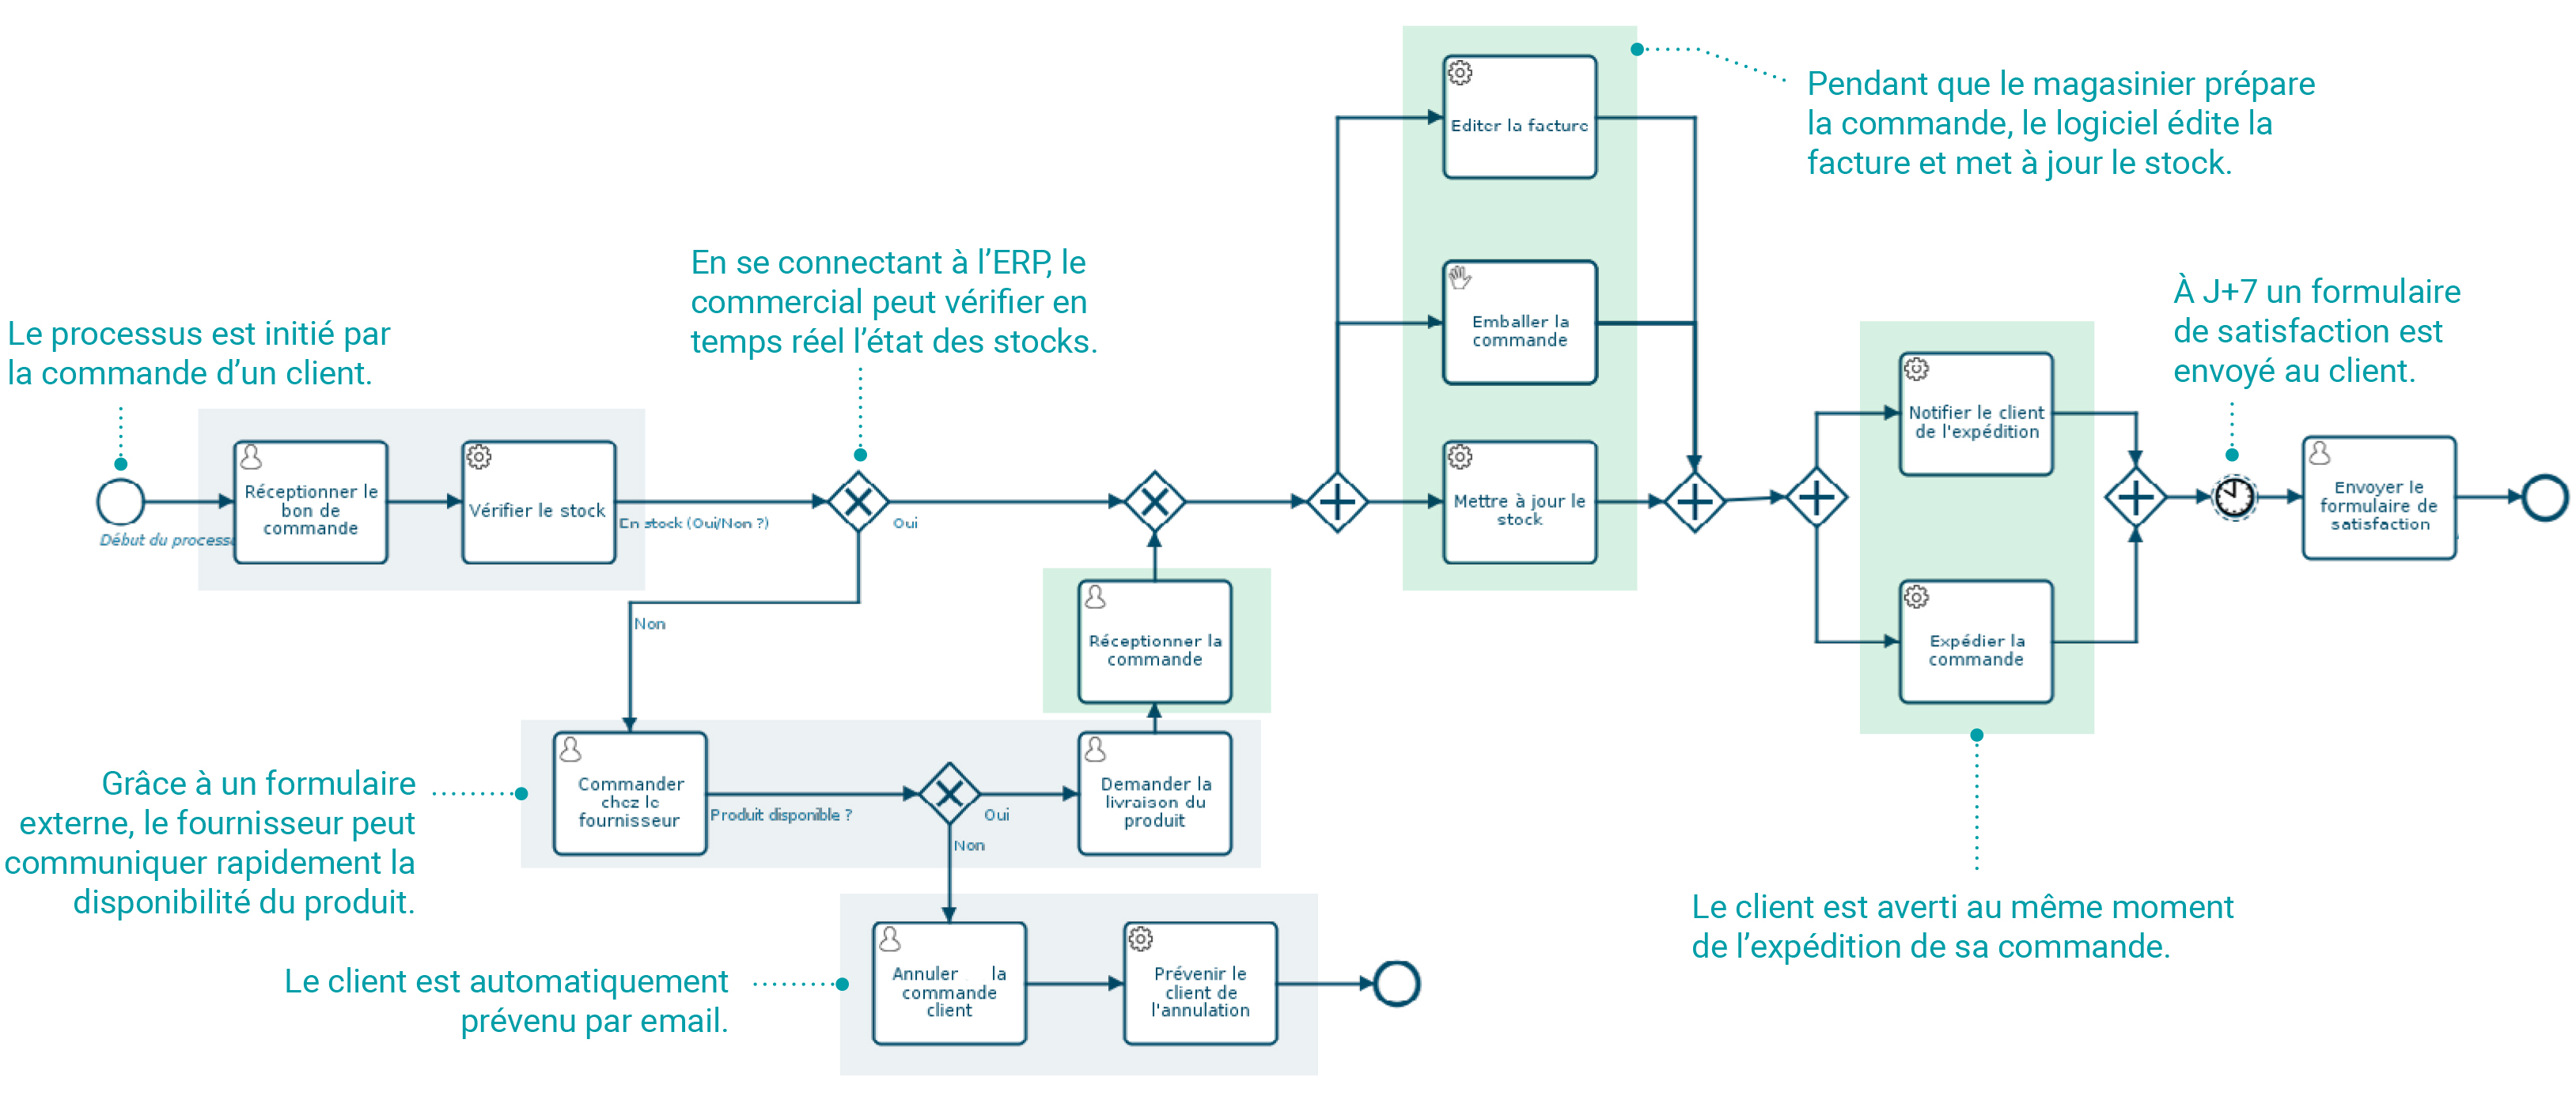 Pendant que le magasinier prépare
la commande, le logiciel édite la
facture et met à jour le stock.
Editer la facture
En se connectant à l’ERP, le
commercial peut vérifier en
temps réel l’état des stocks.
À J+7 un formulaire
de satisfaction est
envoyé au client.
Le processus est initié par
la commande d’un client.
Emballer la
commande
Notifier le client
de l'expédition
Début du process
Réceptionner le
bon de
commande
Vérifier le stock
En stock (Oui/Non ?)
Oui
Mettre à jour le
stock
Envoyer le
formulaire de
satisfaction
Non
Réceptionner la
commande
Expédier la
commande
Grâce à un formulaire
externe, le fournisseur peut
communiquer rapidement la
disponibilité du produit.
Commander
chez le
fournisseur
Produit disponible ?
Oui
Non
Demander la
livraison du
produit
Le client est averti au même moment
de l’expédition de sa commande.
Le client est automatiquement
prévenu par email.
Annuler la
commande
client
Prévenir le
client de
l'annulation